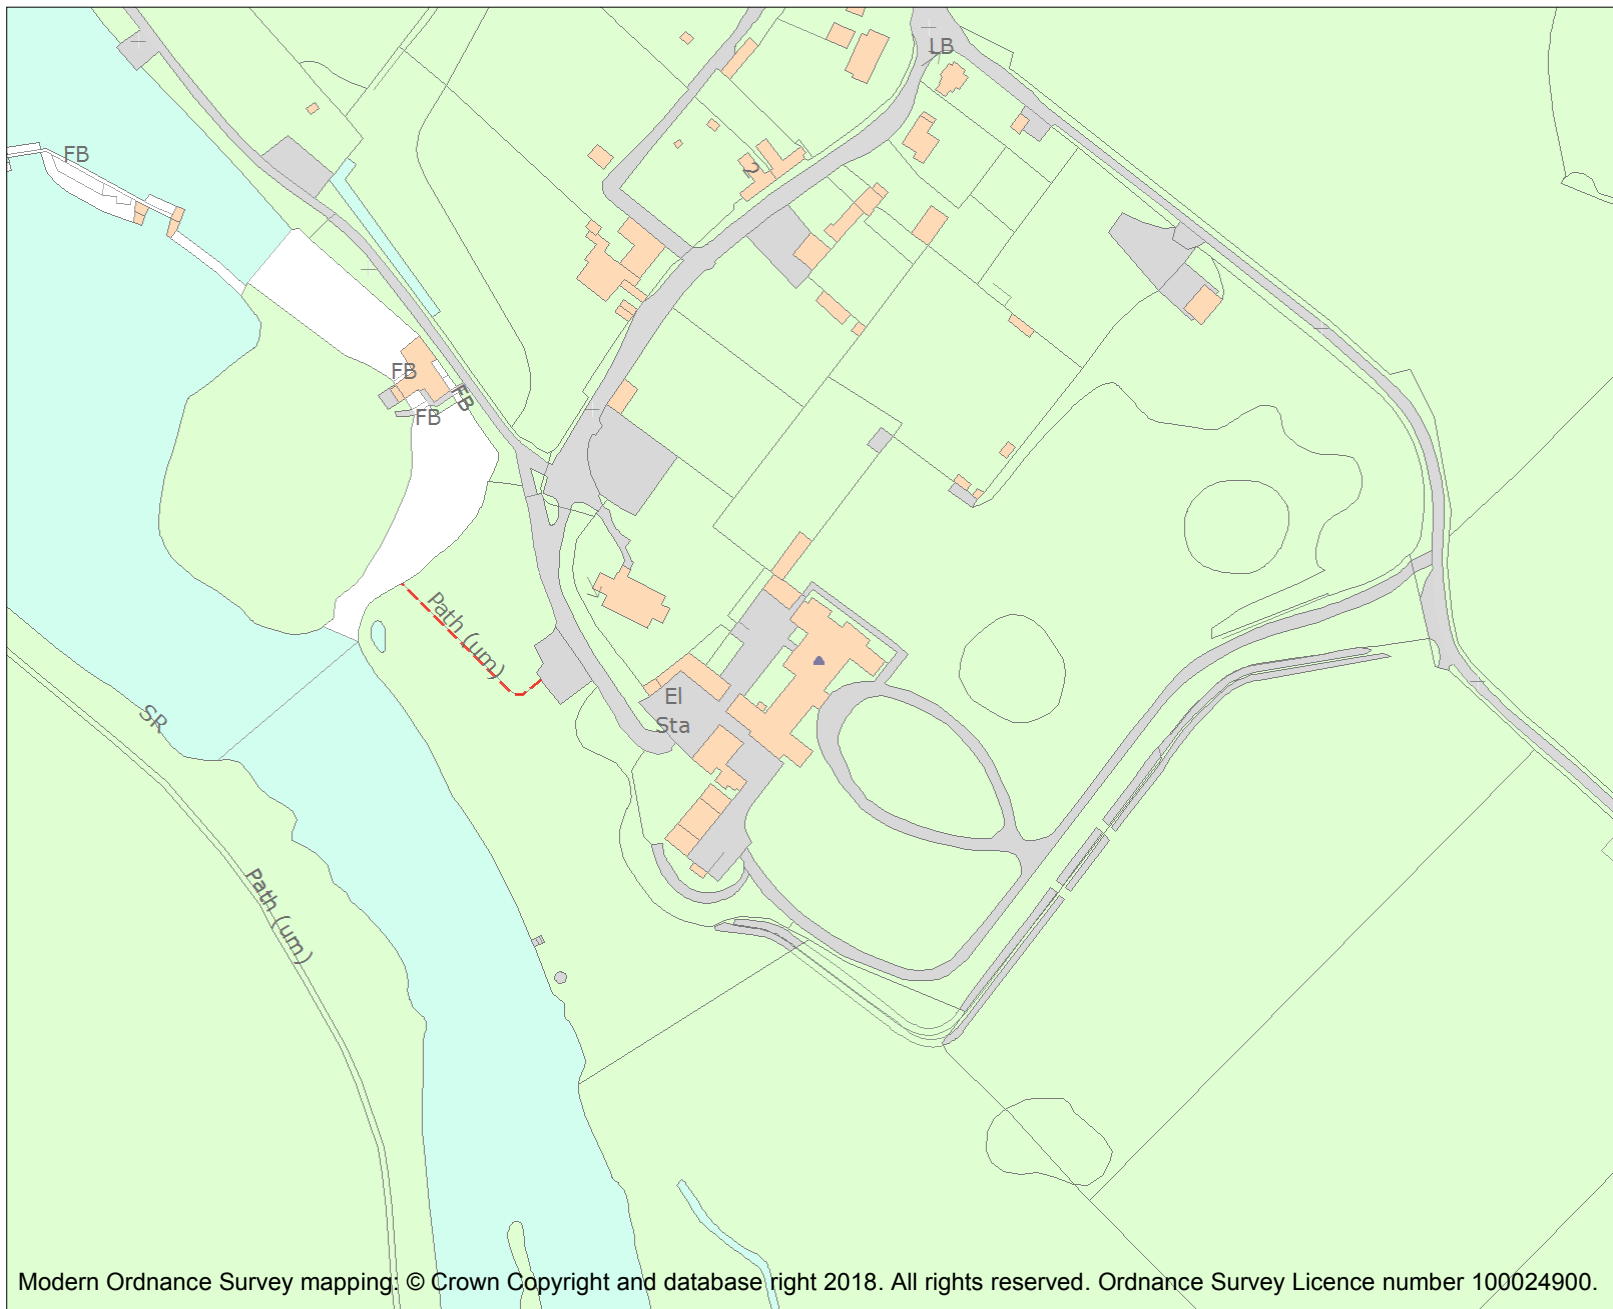 LB
FB
2
FB
FB
FB
Path (um)
El
Sta
SR
Path (um)
Modern Ordnance Survey mapping: © Crown Copyright and database right 2018. All rights reserved. Ordnance Survey Licence number 100024900.